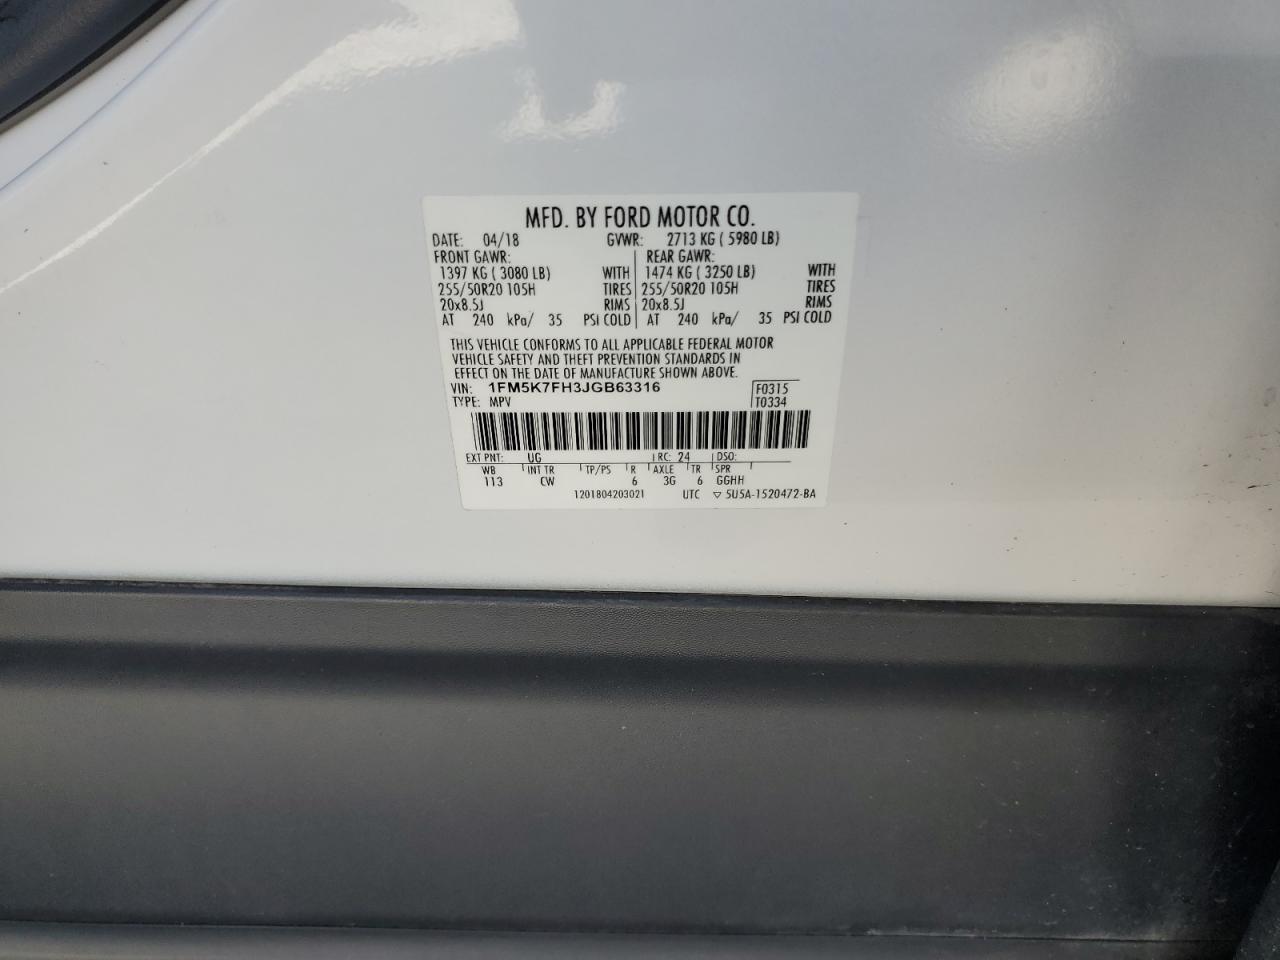 MFD. BY FORD MOTOR CO.
DATE: 04/18 GVWR: 2713 KG ( 5980 LB)
FRONT GAWR: REAR GAWR:
1397 KG ( 3080 LB) WITH 1474 KG ( 3250 LB) WITH
255/50R20 105H TIRES 255/50R20 105H TIRES
20x8.5J RIMS 20x8.5J RIMS
AT 240 kPa/ 35 PSI COLD AT 240 kPa/ 35 PSI COLD
THIS VEHICLE CONFORMS TO ALL APPLICABLE FEDERAL MOTOR
VEHICLE SAFETY AND THEFT PREVENTION STANDARDS IN
EFFECT ON THE DATE OF MANUFACTURE SHOWN ABOVE.
VIN: 1FM5K7FH3JGB63316 F0315
TYPE: MPV T0334
EXT PNT: UG RC: 24 DSO:
WB INT TR TP/PS R AXLE TR SPR
113 CW 6 3G 6 GGHH
1201804203021 UTC ▽ 5U5A-1520472-BA